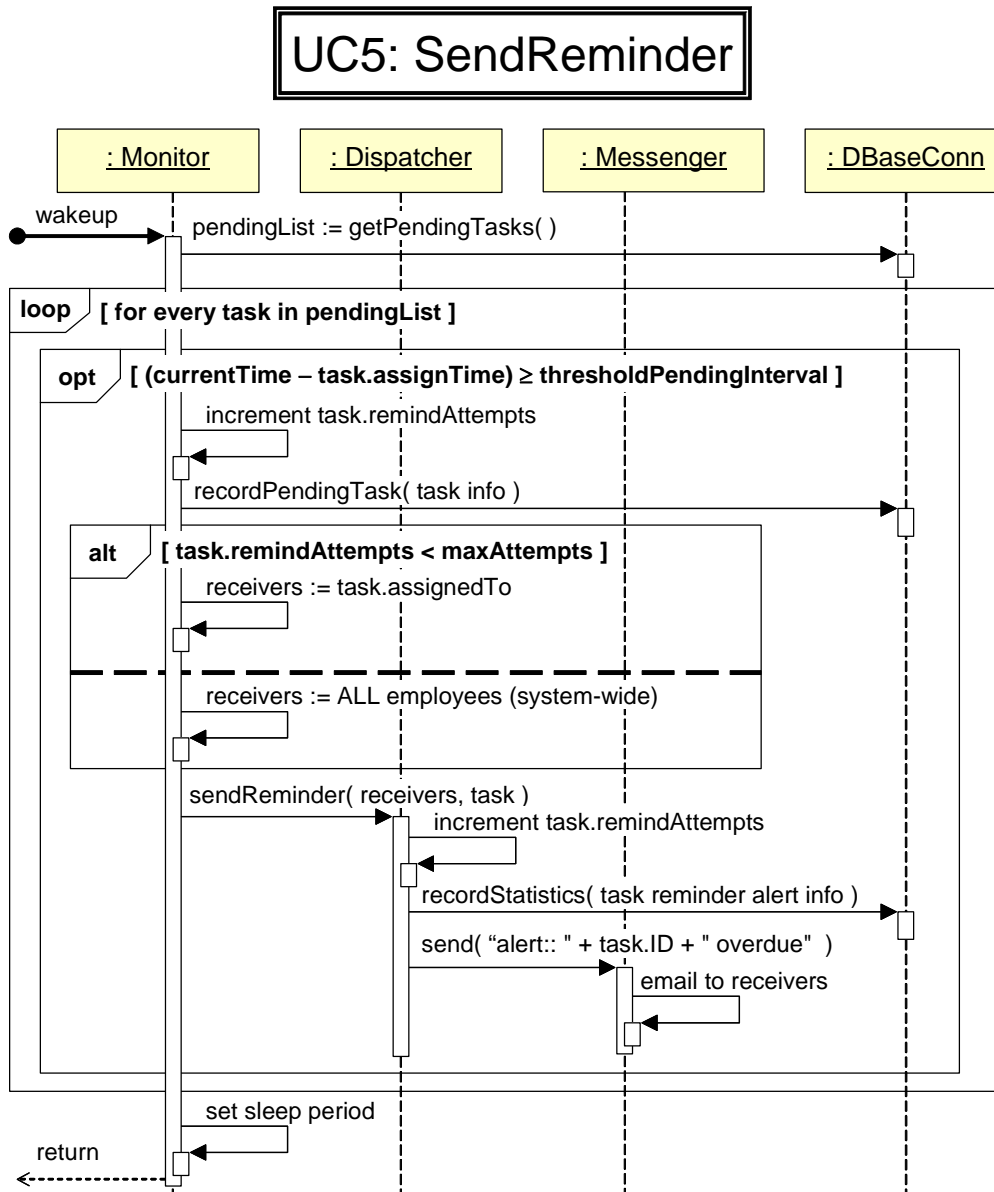 UC5: SendReminder
: Monitor
: Dispatcher
: Messenger
: DBaseConn
wakeup
pendingList := getPendingTasks( )
loop
[ for every task in pendingList ]
opt
[ (currentTime – task.assignTime) ≥ thresholdPendingInterval ]
increment task.remindAttempts
recordPendingTask( task info )
alt
[ task.remindAttempts < maxAttempts ]
receivers := task.assignedTo
receivers := ALL employees (system-wide)
sendReminder( receivers, task )
increment task.remindAttempts
recordStatistics( task reminder alert info )
send( “alert:: " + task.ID + " overdue" )
email to receivers
set sleep period
return